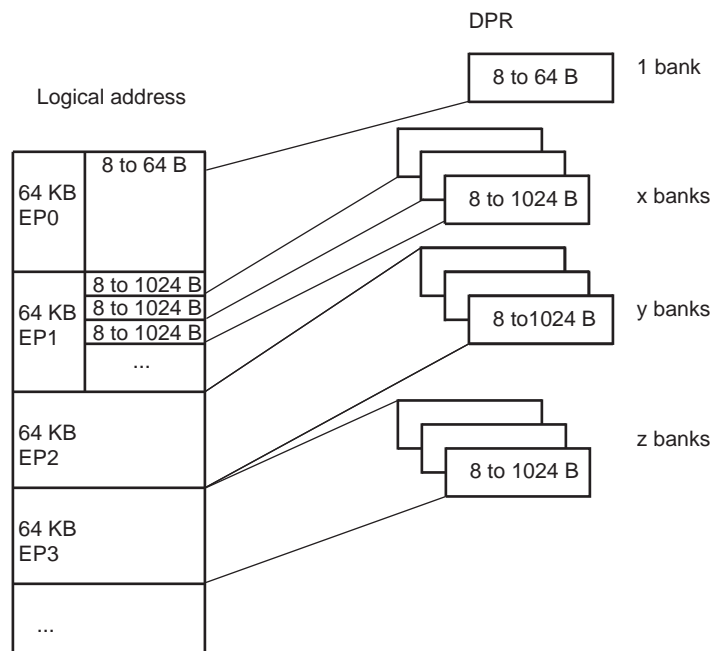 DPR
8 to 64 B
1 bank
Logical address
8 to 64 B
64 KB
EP0
8 to 1024 B
x banks
64 KB
EP1
8 to 1024 B
8 to 1024 B
8 to 1024 B
...
8 to1024 B
y banks
64 KB
EP2
8 to 1024 B
z banks
64 KB
EP3
...